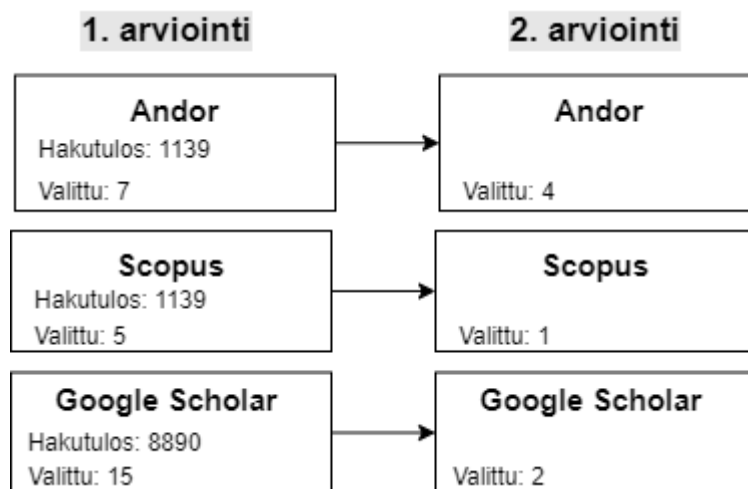 1. arviointi
2. arviointi
Andor
Hakutulos: 1139
Valittu: 7
Andor
Valittu: 4
Scopus
Hakutulos: 1139
Valittu: 5
Scopus
Valittu: 1
Google Scholar
Hakutulos: 8890
Valittu: 15
Google Scholar
Valittu: 2